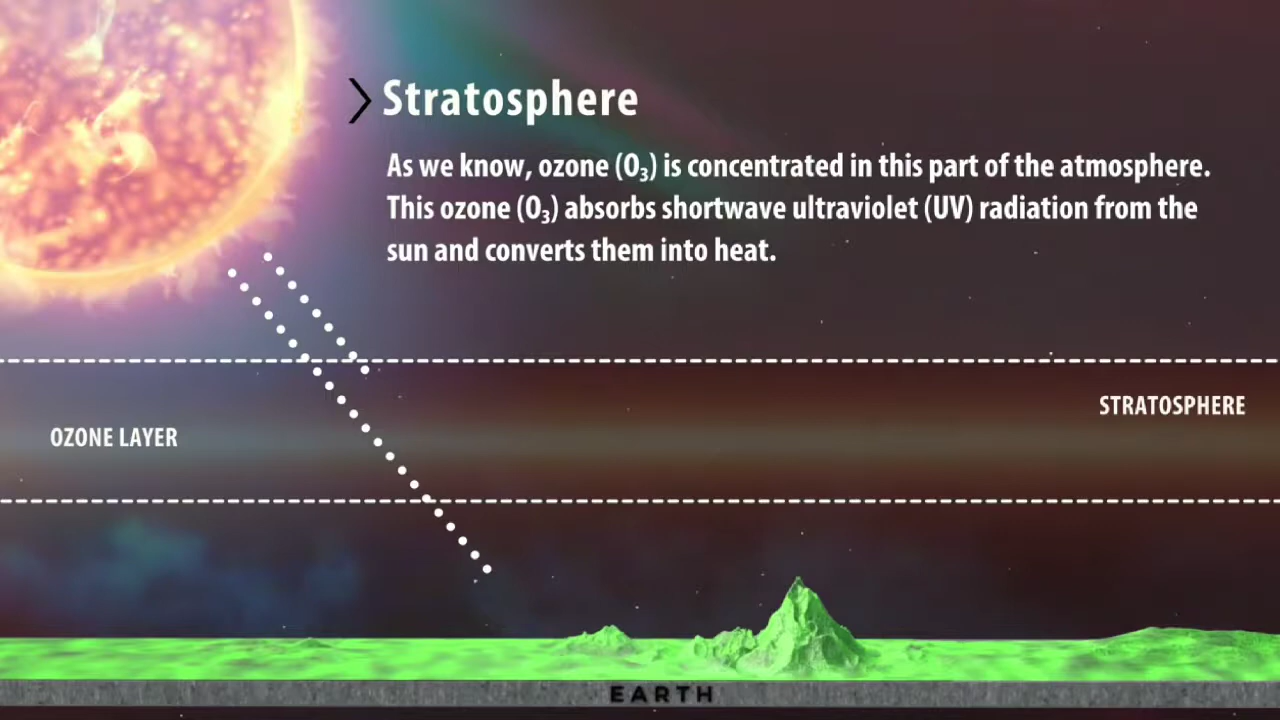 Stratosphere
As we know, ozone (O₃) is concentrated in this part of the atmosphere.
This ozone (O₃) absorbs shortwave ultraviolet (UV) radiation from the
sun and converts them into heat.
STRATOSPHERE
OZONE LAYER
EARTH